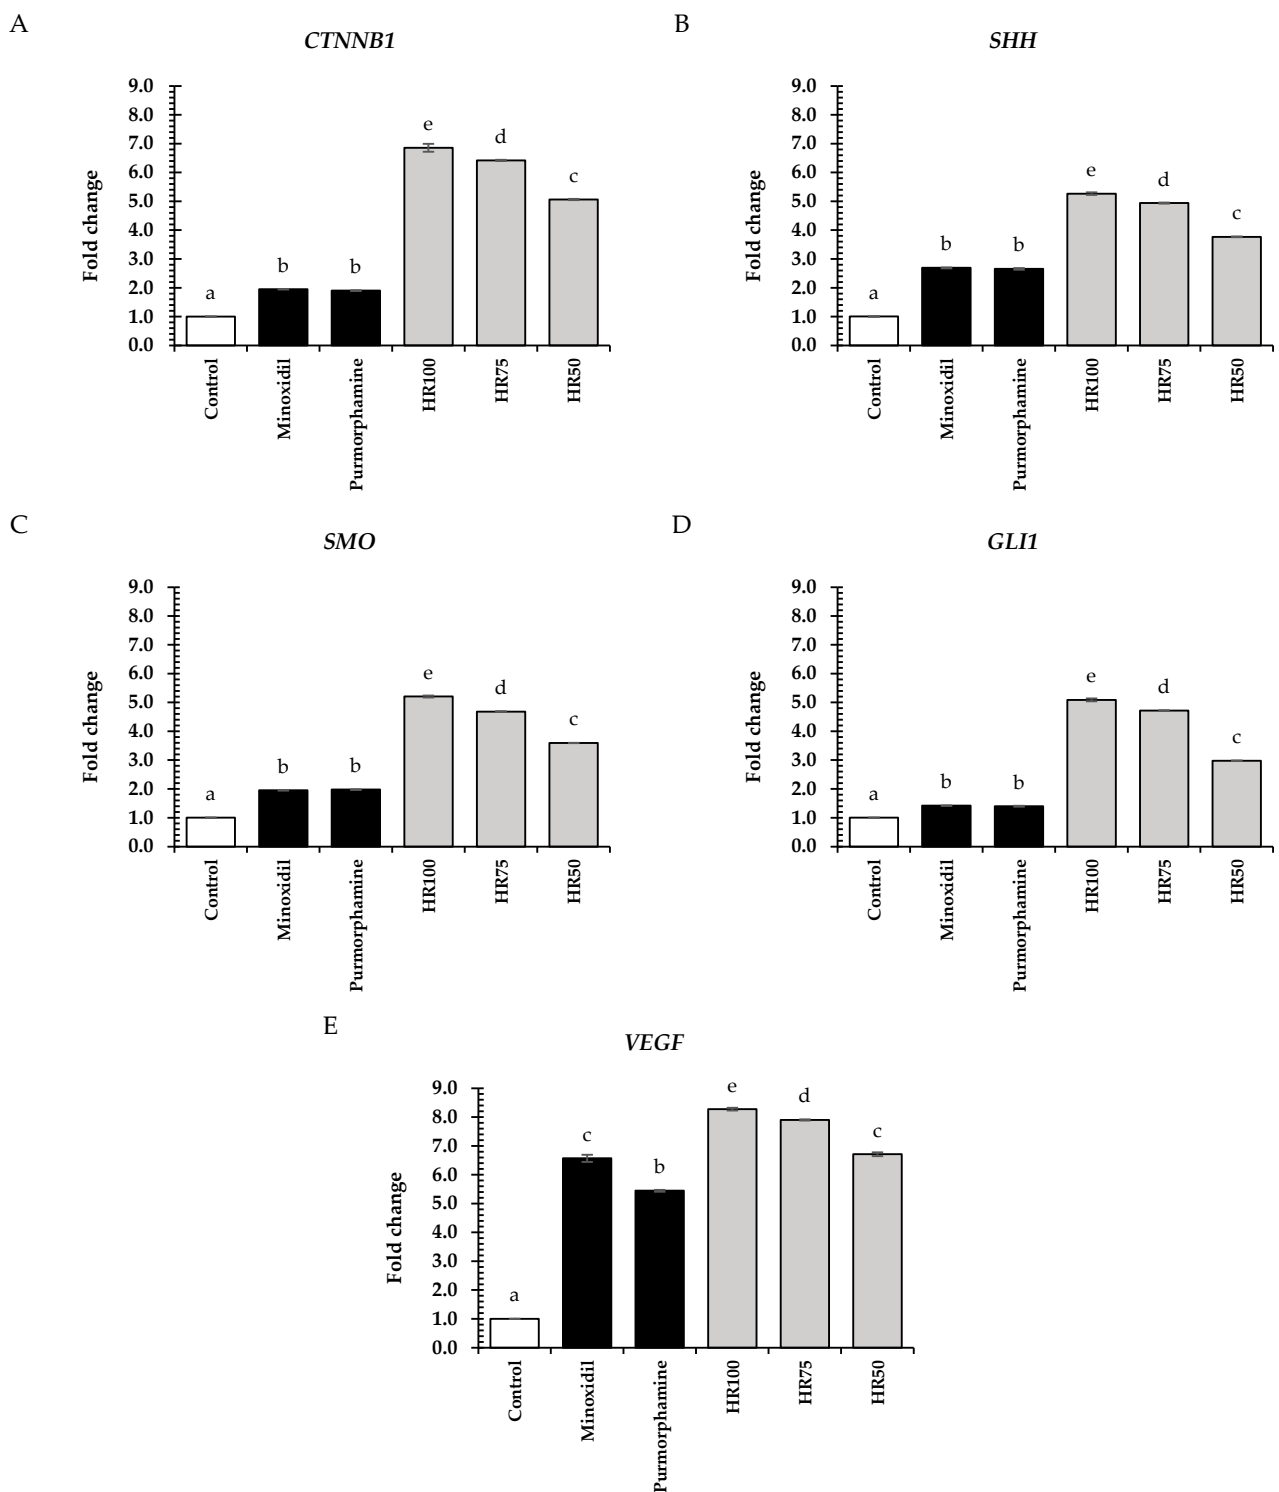 A
CTNNB1
Fold change
9.0
8.0
7.0
6.0
5.0
4.0
3.0
2.0
1.0
0.0
a
b
b
e
d
c
Control
Minoxidil
Purmorphamine
HR100
HR75
HR50
B
SHH
Fold change
9.0
8.0
7.0
6.0
5.0
4.0
3.0
2.0
1.0
0.0
a
b
b
e
d
c
Control
Minoxidil
Purmorphamine
HR100
HR75
HR50
C
SMO
Fold change
9.0
8.0
7.0
6.0
5.0
4.0
3.0
2.0
1.0
0.0
a
b
b
e
d
c
Control
Minoxidil
Purmorphamine
HR100
HR75
HR50
D
GLI1
Fold change
9.0
8.0
7.0
6.0
5.0
4.0
3.0
2.0
1.0
0.0
a
b
b
e
d
c
Control
Minoxidil
Purmorphamine
HR100
HR75
HR50
E
VEGF
Fold change
9.0
8.0
7.0
6.0
5.0
4.0
3.0
2.0
1.0
0.0
a
c
b
e
d
c
Control
Minoxidil
Purmorphamine
HR100
HR75
HR50